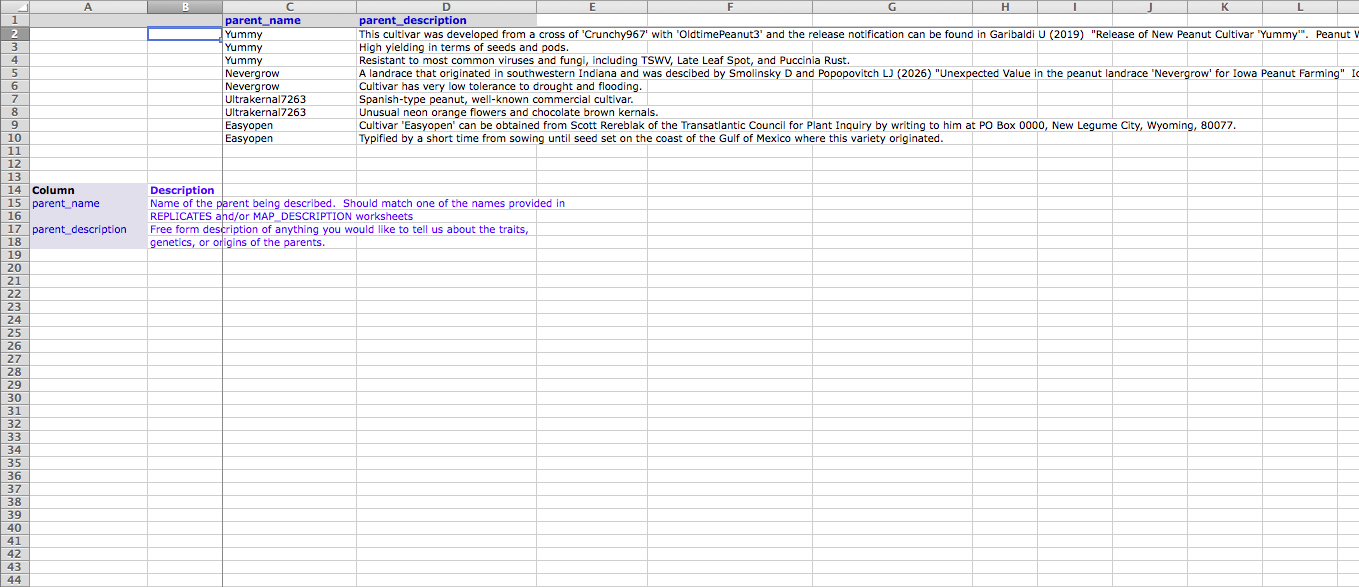 A B C D E F G H I J K L
1 parent_name parent_description
2 Yummy This cultivar was developed from a cross of 'Crunchy967' with 'OldtimePeanut3' and the release notification can be found in Garibaldi U (2019)  "Release of New Peanut Cultivar 'Yummy'".  Peanut W
3 Yummy High yielding in terms of seeds and pods.
4 Yummy Resistant to most common viruses and fungi, including TSWV, Late Leaf Spot, and Puccinia Rust.
5 Nevergrow A landrace that originated in southwestern Indiana and was descibed by Smolinsky D and Popopovitch LJ (2026) "Unexpected Value in the peanut landrace 'Nevergrow' for Iowa Peanut Farming"
6 Nevergrow Cultivar has very low tolerance to drought and flooding.
7 Ultrakernal7263 Spanish-type peanut, well-known commercial cultivar.
8 Ultrakernal7263 Unusual neon orange flowers and chocolate brown kernals.
9 Easyopen Cultivar 'Easyopen' can be obtained from Scott Rereblak of the Transatlantic Council for Plant Inquiry by writing to him at PO Box 0000, New Legume City, Wyoming, 80077.
10 Easyopen Typified by a short time from sowing until seed set on the coast of the Gulf of Mexico where this variety originated.
11
12
13
14 Column Description
15 parent_name Name of the parent being described.  Should match one of the names provided in
16 REPLICATES and/or MAP_DESCRIPTION worksheets
17 parent_description Free form description of anything you would like to tell us about the traits,
18 genetics, or origins of the parents.
19
20
21
22
23
24
25
26
27
28
29
30
31
32
33
34
35
36
37
38
39
40
41
42
43
44